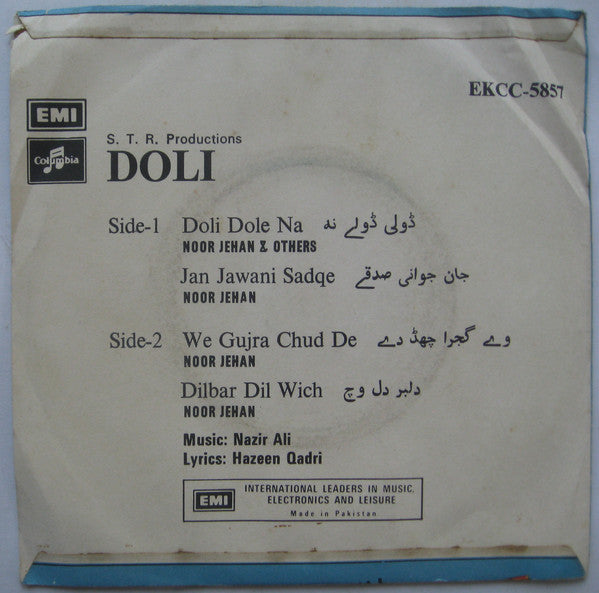 EKCC-5857
EMI
S. T. R. Productions
Columbia
DOLI
Side-1 Doli Dole Na ڈولی ڈولے نہ
NOOR JEHAN & OTHERS
Jan Jawani Sadqe جان جوانی صدقے
NOOR JEHAN
Side-2 We Gujra Chud De وے گجرا چھڈ دے
NOOR JEHAN
Dilbar Dil Wich دلبر دل وچ
NOOR JEHAN
Music: Nazir Ali
Lyrics: Hazeen Qadri
EMI
INTERNATIONAL LEADERS IN MUSIC,
ELECTRONICS AND LEISURE
Made in Pakistan